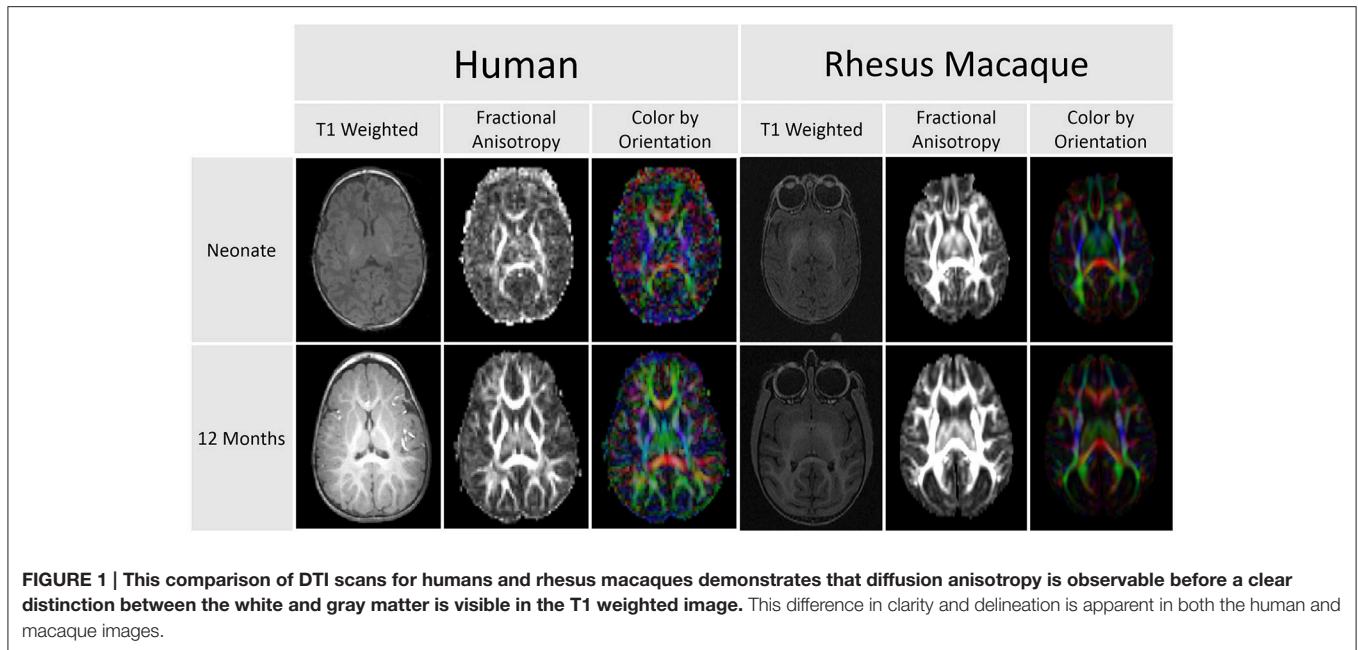 Human
Rhesus Macaque
T1 Weighted
Fractional
Anisotropy
Color by
Orientation
T1 Weighted
Fractional
Anisotropy
Color by
Orientation
Neonate
12 Months
FIGURE 1 | This comparison of DTI scans for humans and rhesus macaques demonstrates that diffusion anisotropy is observable before a clear
distinction between the white and gray matter is visible in the T1 weighted image. This difference in clarity and delineation is apparent in both the human and
macaque images.